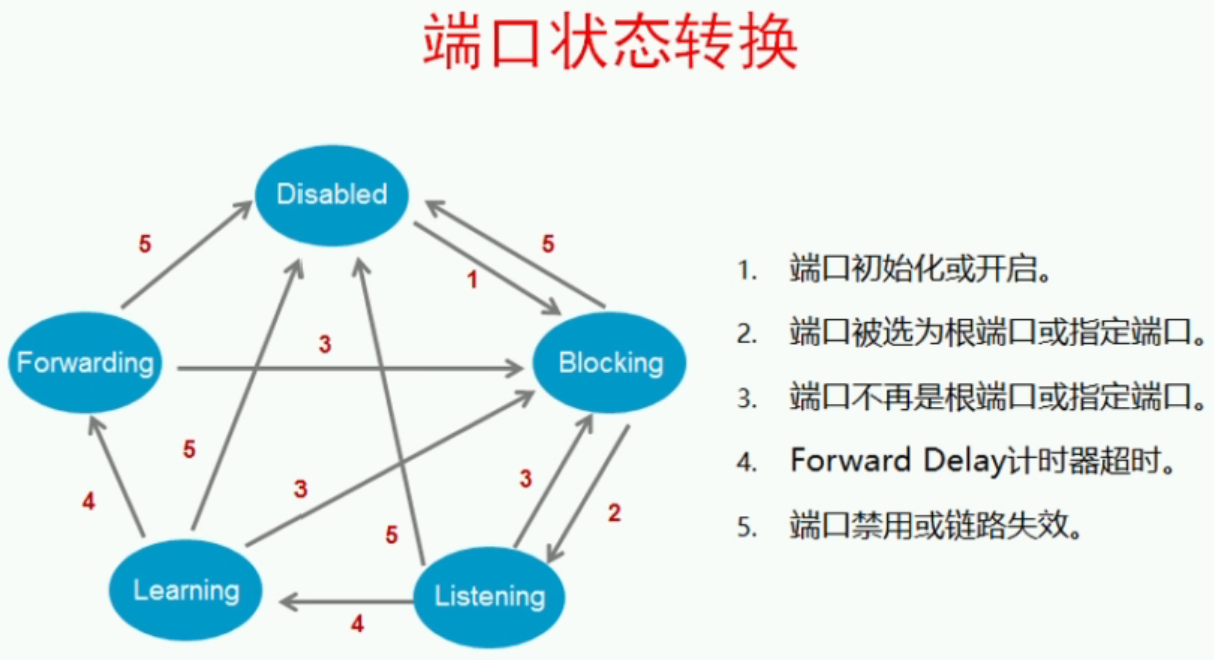 端口状态转换
Disabled
5
5
1
Forwarding
3
Blocking
5
3
4
3
2
5
Learning
Listening
4
1. 端口初始化或开启。
2. 端口被选为根端口或指定端口。
3. 端口不再是根端口或指定端口。
4. Forward Delay计时器超时。
5. 端口禁用或链路失效。